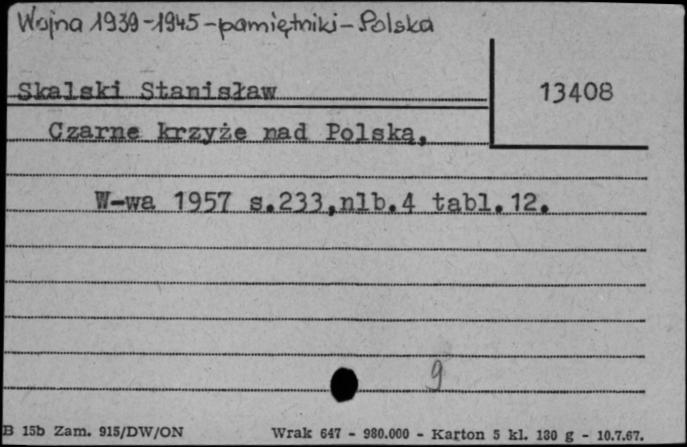 Wojna 1939-1945-pamiętniki-Polska
Skalski Stanisław
13408
Czarne krzyże nad Polską,
W-wa 1957 s.233,nlb.4 tabl.12.
9
B 15b Zam. 915/DW/ON
Wrak 647 - 980.000 - Karton 5 kl. 130 g - 10.7.67.